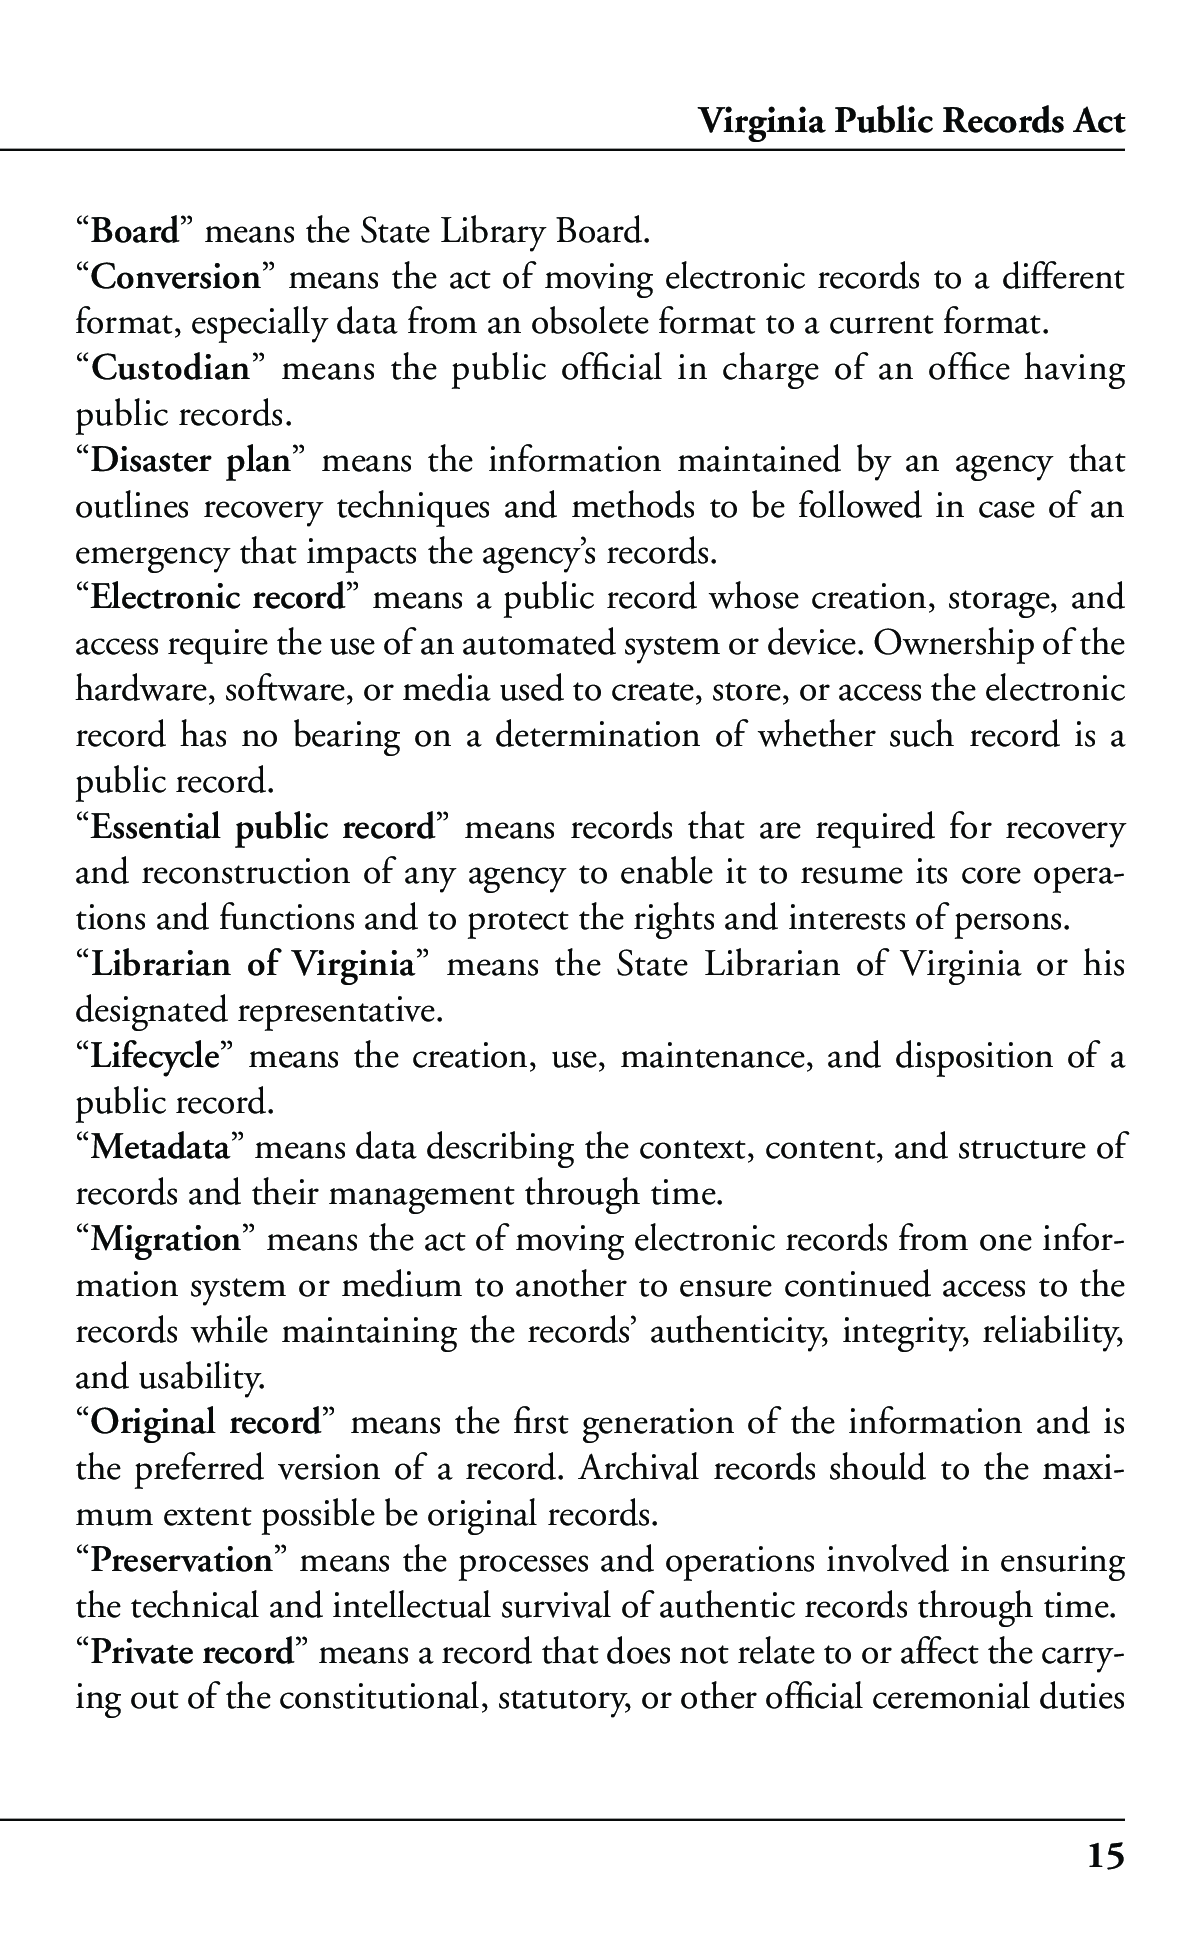 Virginia Public Records Act
“Board” means the State Library Board.
“Conversion” means the act of moving electronic records to a different
format, especially data from an obsolete format to a current format.
“Custodian” means the public official in charge of an office having
public records.
“Disaster plan” means the information maintained by an agency that
outlines recovery techniques and methods to be followed in case of an
emergency that impacts the agency’s records.
“Electronic record” means a public record whose creation, storage, and
access require the use of an automated system or device. Ownership of the
hardware, software, or media used to create, store, or access the electronic
record has no bearing on a determination of whether such record is a
public record.
“Essential public record” means records that are required for recovery
and reconstruction of any agency to enable it to resume its core opera-
tions and functions and to protect the rights and interests of persons.
“Librarian of Virginia” means the State Librarian of Virginia or his
designated representative.
“Lifecycle” means the creation, use, maintenance, and disposition of a
public record.
“Metadata” means data describing the context, content, and structure of
records and their management through time.
“Migration” means the act of moving electronic records from one infor-
mation system or medium to another to ensure continued access to the
records while maintaining the records’ authenticity, integrity, reliability,
and usability.
“Original record” means the first generation of the information and is
the preferred version of a record. Archival records should to the maxi-
mum extent possible be original records.
“Preservation” means the processes and operations involved in ensuring
the technical and intellectual survival of authentic records through time.
“Private record” means a record that does not relate to or affect the carry-
ing out of the constitutional, statutory, or other official ceremonial duties
15